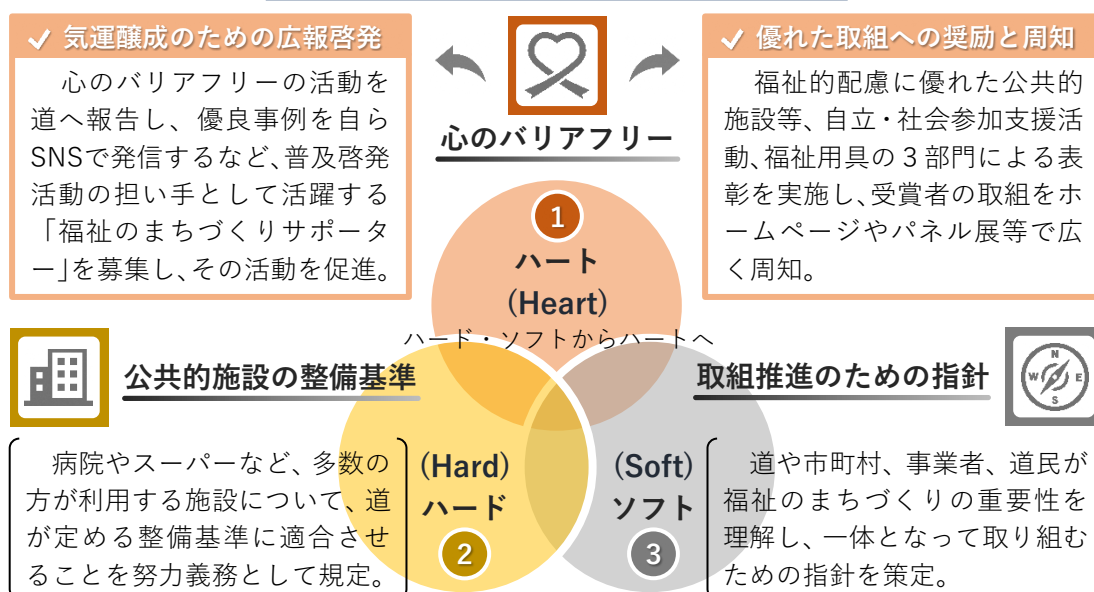 ✓ 気運醸成のための広報啓発
心のバリアフリーの活動を
道へ報告し、優良事例を自ら
SNSで発信するなど、普及啓発
活動の担い手として活躍する
「福祉のまちづくりサポータ
ー」を募集し、その活動を促進。
心のバリアフリー
✓ 優れた取組への奨励と周知
福祉的配慮に優れた公共的
施設等、自立・社会参加支援活
動、福祉用具の3部門による表
彰を実施し、受賞者の取組をホ
ームページやパネル展等で広
く周知。
1
ハート
(Heart)
ハード・ソフトからハートへ
公共的施設の整備基準
病院やスーパーなど、多数の
方が利用する施設について、道
が定める整備基準に適合させ
ることを努力義務として規定。
(Hard)
ハード
2
(Soft)
ソフト
3
取組推進のための指針
N
W E
S
道や市町村、事業者、道民が
福祉のまちづくりの重要性を
理解し、一体となって取り組む
ための指針を策定。